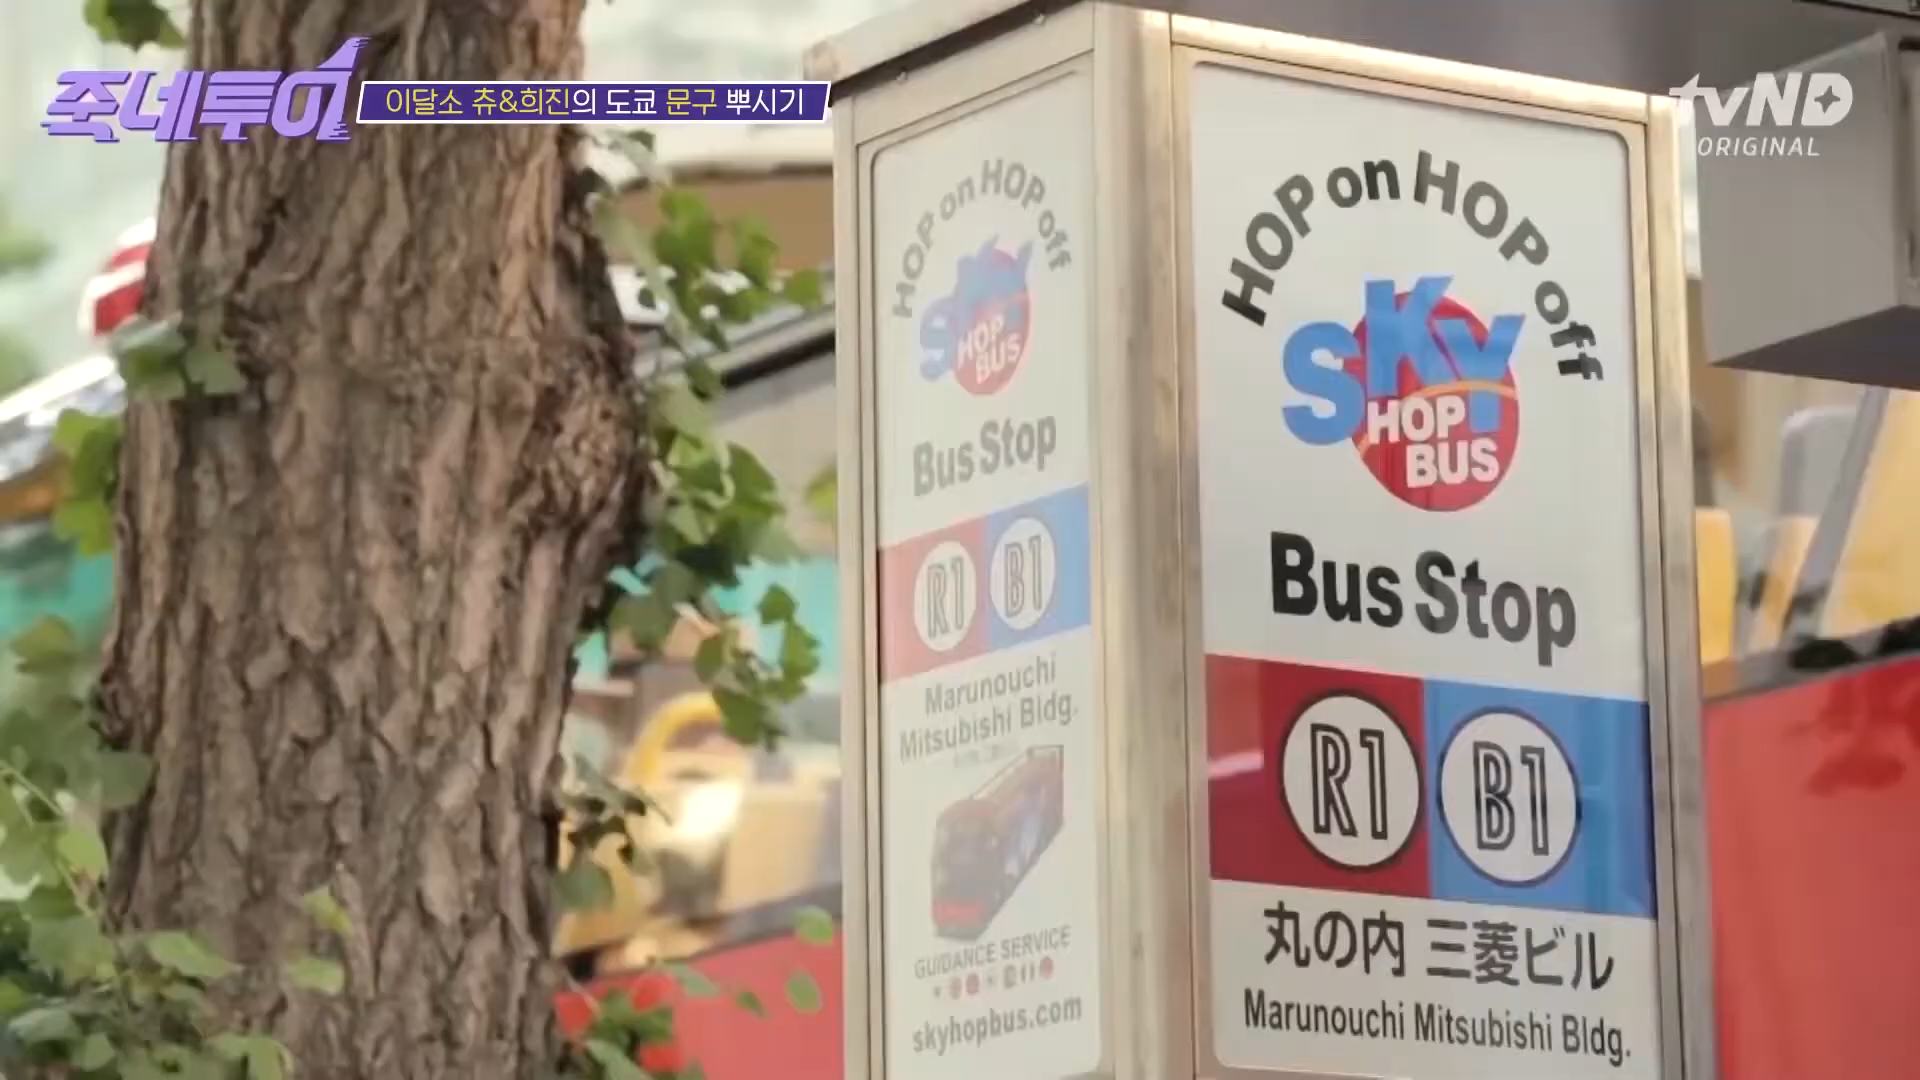 죽네투어
이달소 츄&희진의 도쿄 문구 뿌시기
tvND
ORIGINAL
HOP on HOP off
SKY
HOP
BUS
Bus Stop
R1 B1
Marunouchi
Mitsubishi Bldg.
GUIDANCE SERVICE
skyhopbus.com
HOP on HOP off
SKY
HOP
BUS
Bus Stop
R1 B1
丸の内 三菱ビル
Marunouchi Mitsubishi Bldg.